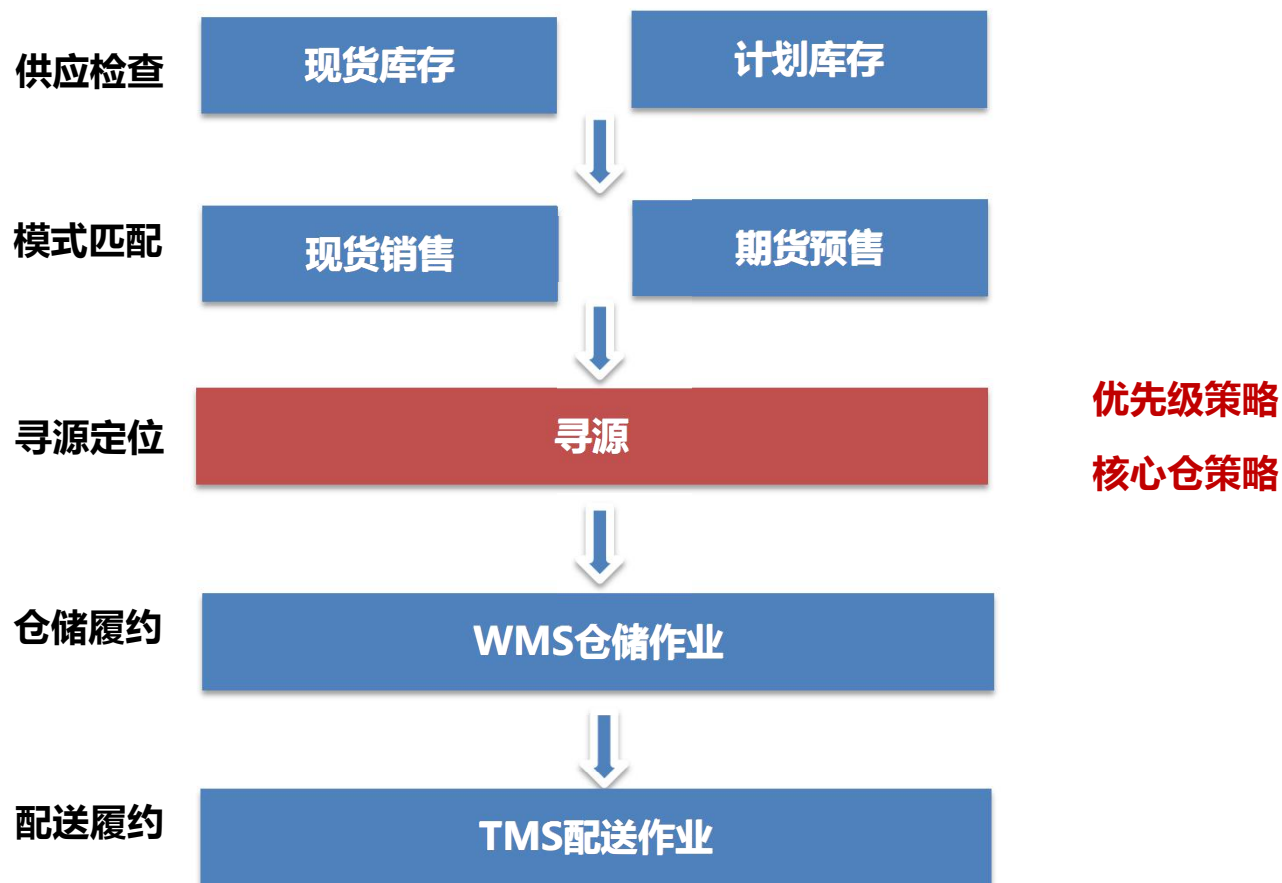 供应检查
现货库存
计划库存
模式匹配
现货销售
期货预售
寻源定位
寻源
优先级策略
核心仓策略
仓储履约
WMS仓储作业
配送履约
TMS配送作业